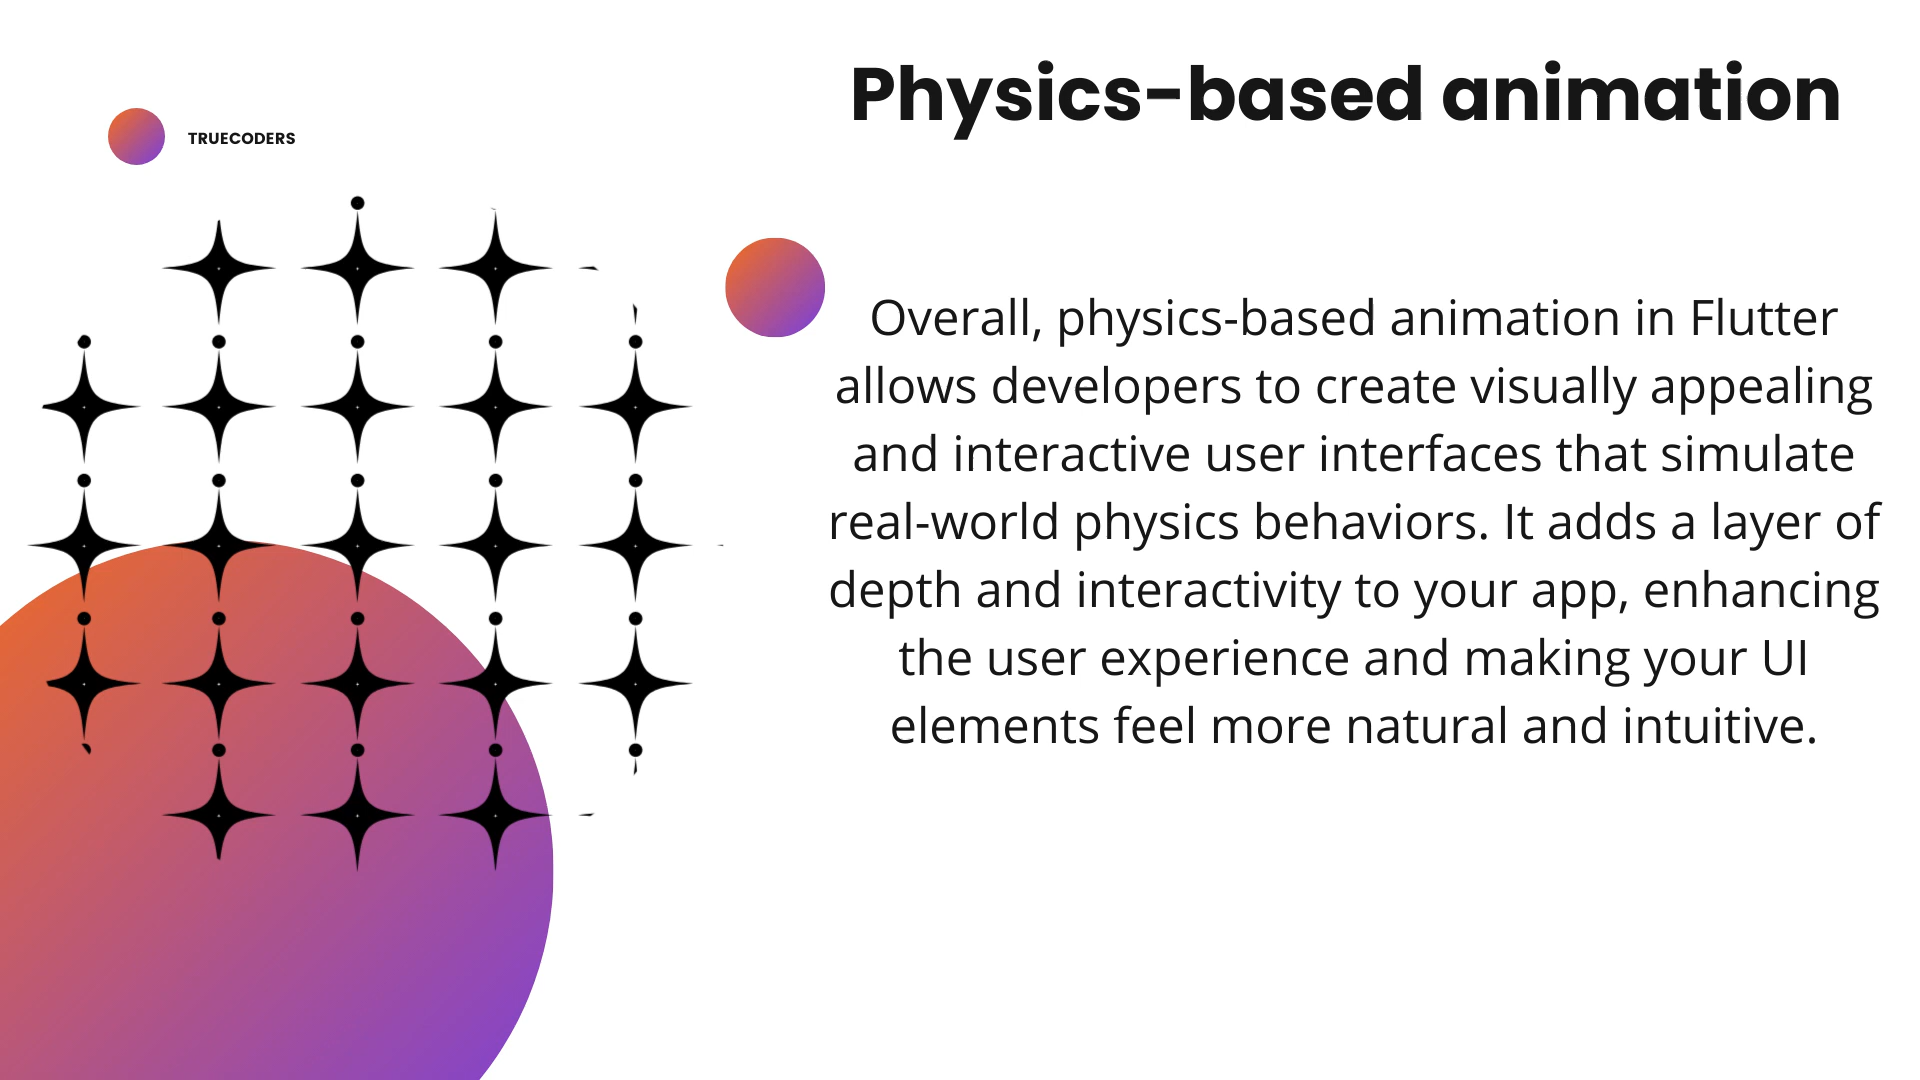 Physics-based animation
TRUECODERS
Overall, physics-based animation in Flutter
allows developers to create visually appealing
and interactive user interfaces that simulate
real-world physics behaviors. It adds a layer of
depth and interactivity to your app, enhancing
the user experience and making your UI
elements feel more natural and intuitive.